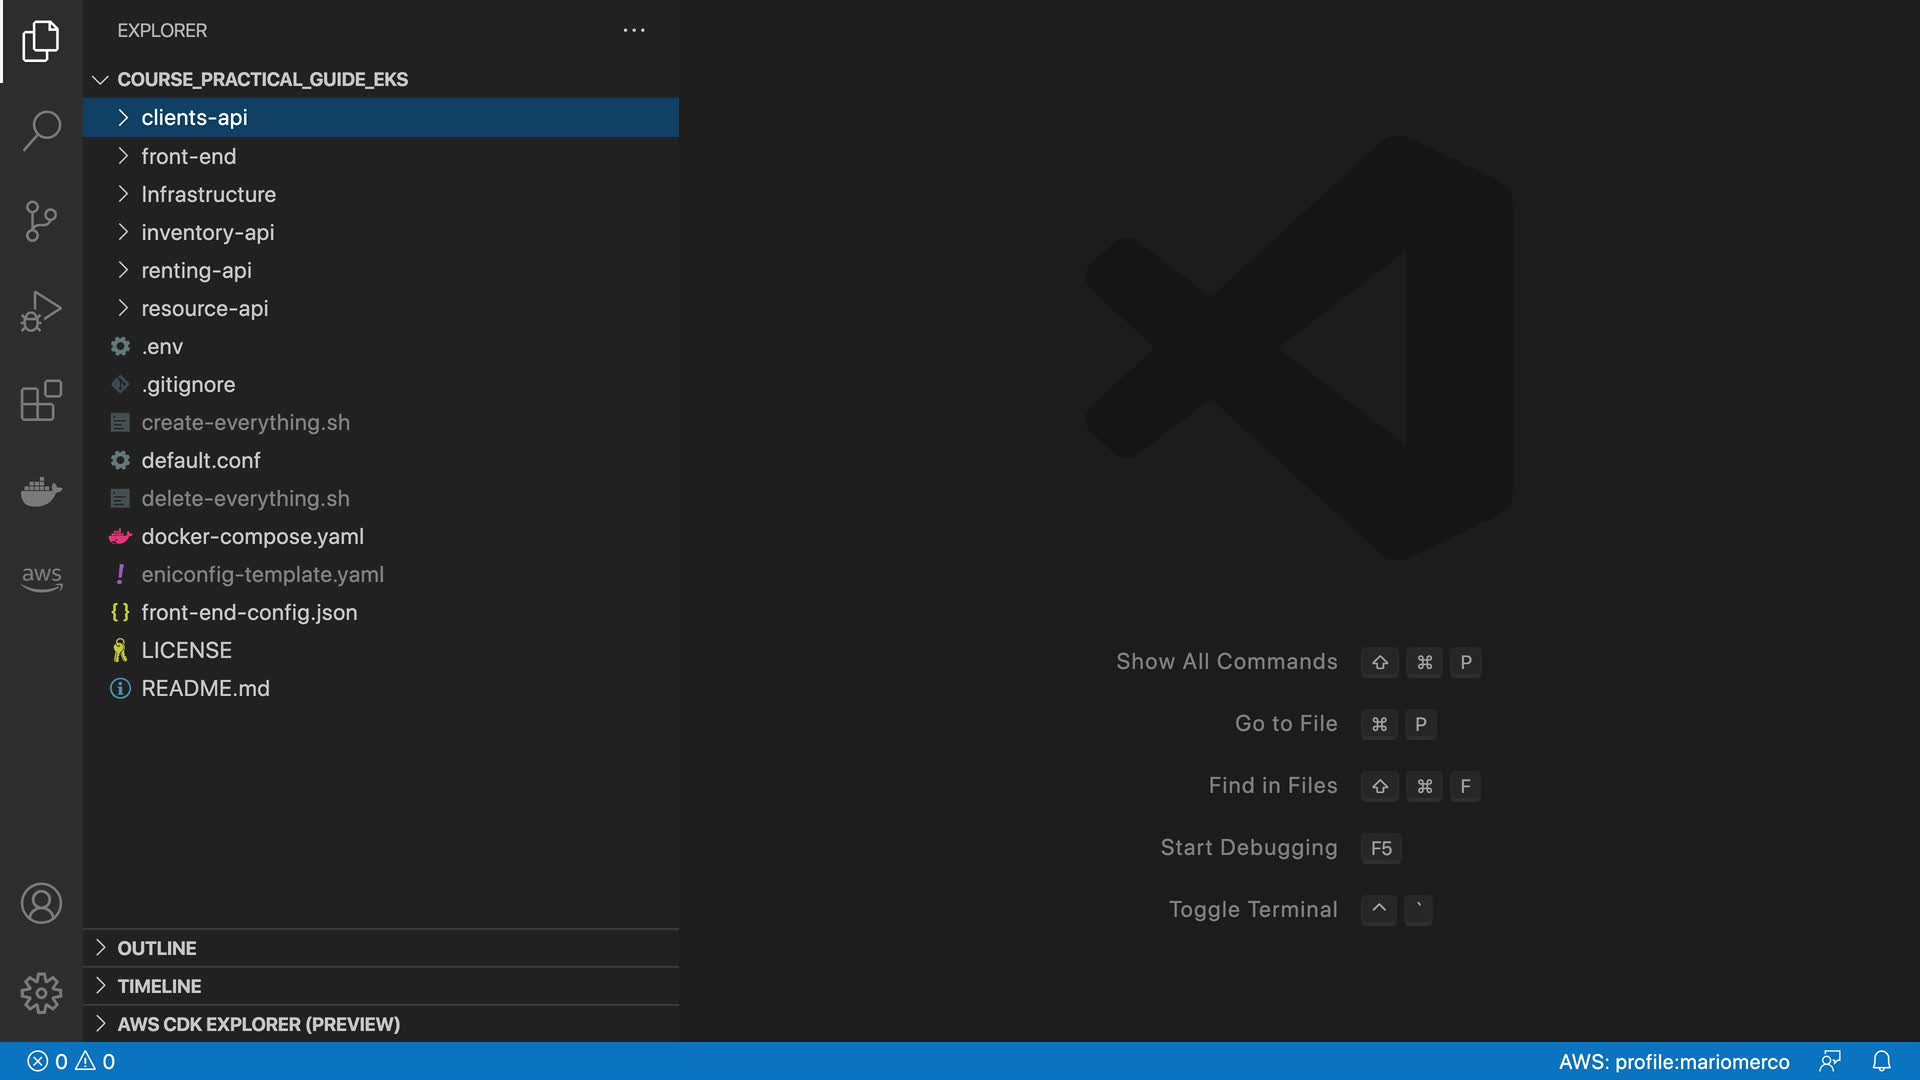 EXPLORER
COURSE_PRACTICAL_GUIDE_EKS
clients-api
front-end
Infrastructure
inventory-api
renting-api
resource-api
.env
.gitignore
create-everything.sh
default.conf
delete-everything.sh
docker-compose.yaml
! eniconfig-template.yaml
{} front-end-config.json
LICENSE
README.md
aws
OUTLINE
TIMELINE
AWS CDK EXPLORER (PREVIEW)
Show All Commands ⇧ ⌘ P
Go to File ⌘ P
Find in Files ⇧ ⌘ F
Start Debugging F5
Toggle Terminal ^ `
0 0
AWS: profile:mariomerco